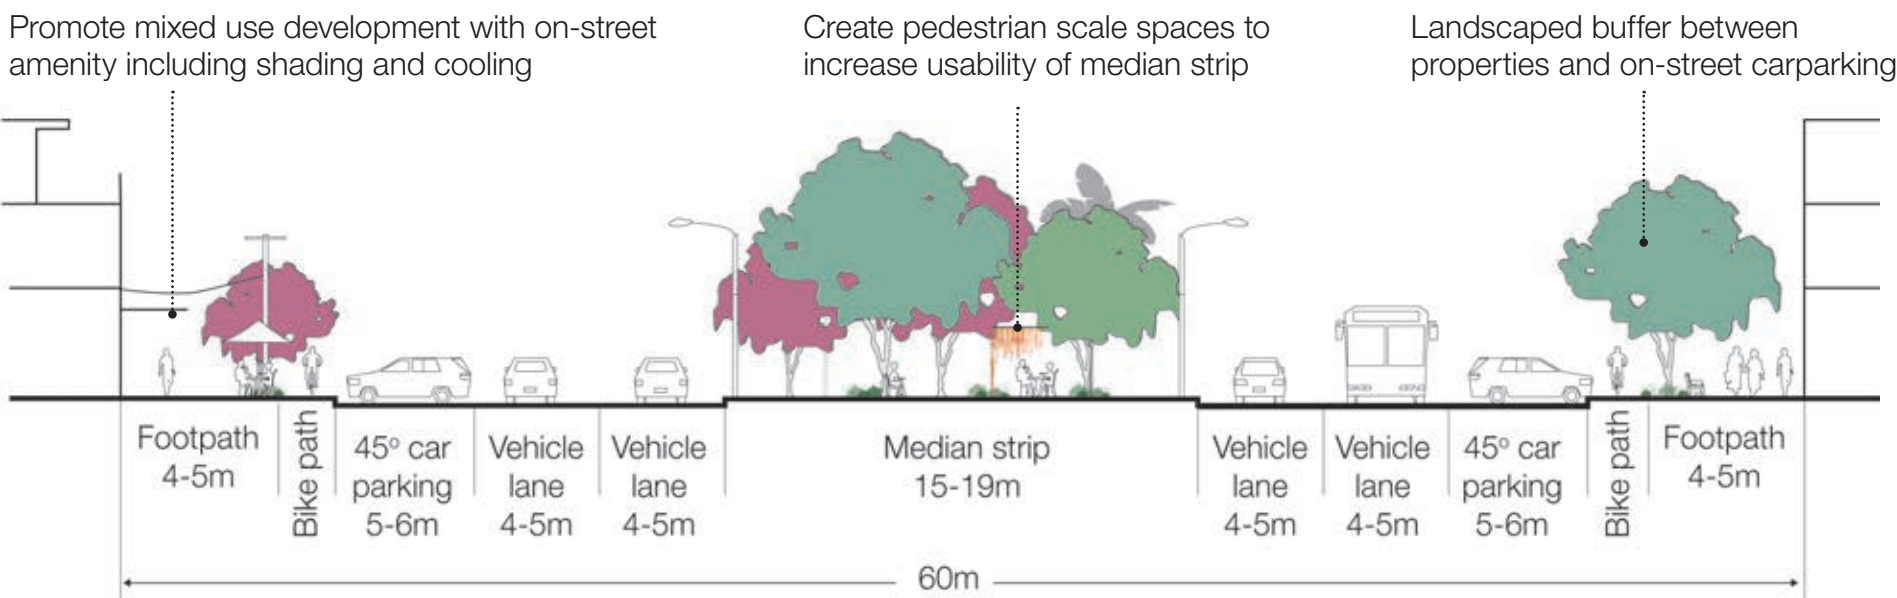 Promote mixed use development with on-street
amenity including shading and cooling
Create pedestrian scale spaces to
increase usability of median strip
Landscaped buffer between
properties and on-street carparking
Footpath
4-5m
Bike path
45º car
parking
5-6m
Vehicle
lane
4-5m
Vehicle
lane
4-5m
Median strip
15-19m
Vehicle
lane
4-5m
Vehicle
lane
4-5m
45º car
parking
5-6m
Bike path
Footpath
4-5m
60m